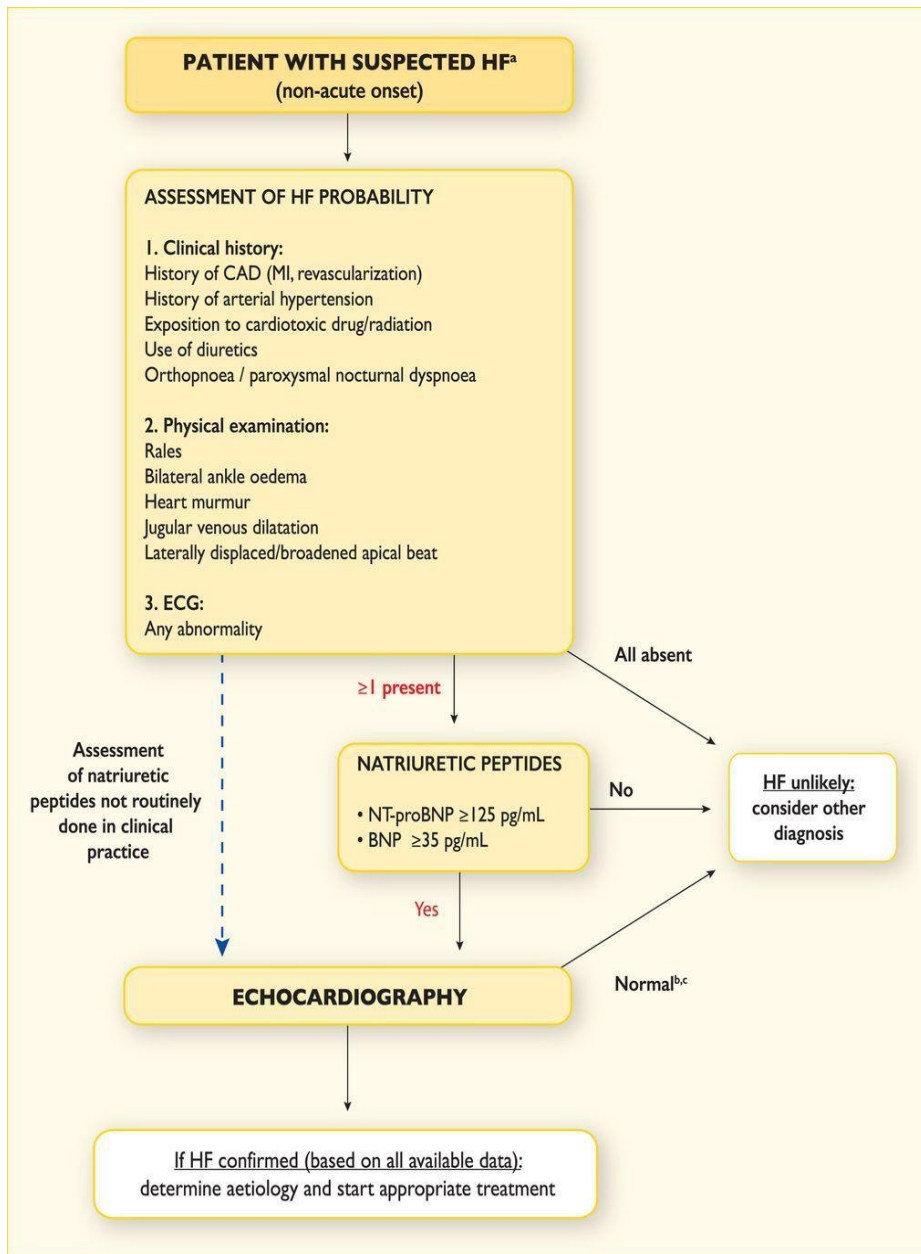 PATIENT WITH SUSPECTED HFᵃ
(non-acute onset)
ASSESSMENT OF HF PROBABILITY
1. Clinical history:
History of CAD (MI, revascularization)
History of arterial hypertension
Exposition to cardiotoxic drug/radiation
Use of diuretics
Orthopnoea / paroxysmal nocturnal dyspnoea
2. Physical examination:
Rales
Bilateral ankle oedema
Heart murmur
Jugular venous dilatation
Laterally displaced/broadened apical beat
3. ECG:
Any abnormality
All absent
≥1 present
Assessment
of natriuretic
peptides not routinely
done in clinical
practice
NATRIURETIC PEPTIDES
• NT-proBNP ≥125 pg/mL
• BNP ≥35 pg/mL
No
HF unlikely:
consider other
diagnosis
Yes
Normalᵇ,ᶜ
ECHOCARDIOGRAPHY
If HF confirmed (based on all available data):
determine aetiology and start appropriate treatment